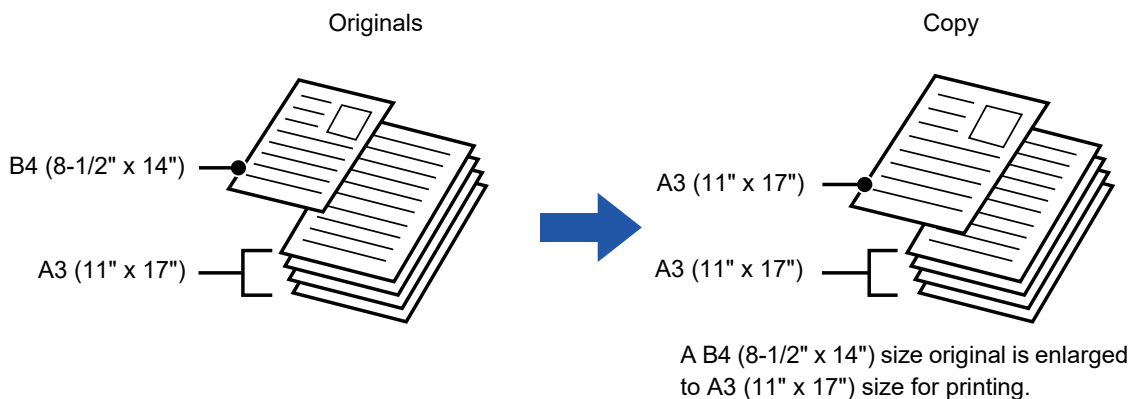 Originals
Copy
B4 (8-1/2" x 14")
A3 (11" x 17")
A3 (11" x 17")
A3 (11" x 17")
A B4 (8-1/2" x 14") size original is enlarged
to A3 (11" x 17") size for printing.